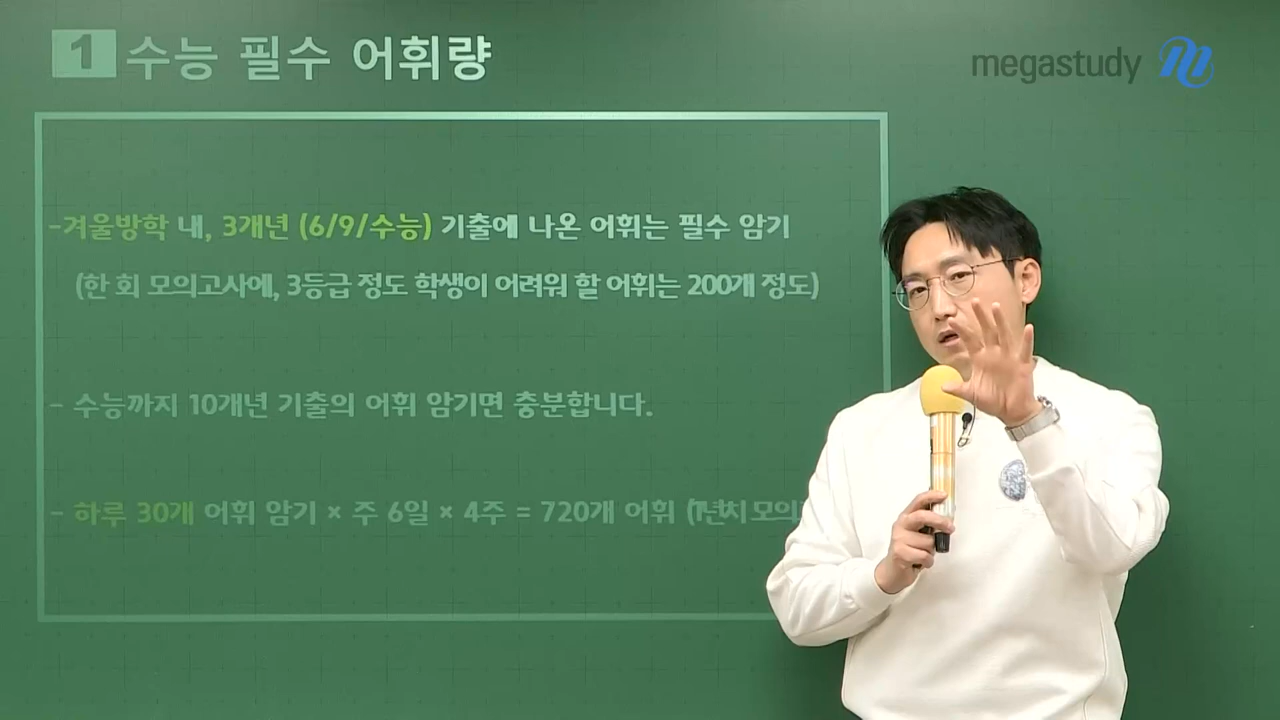 1 수능 필수 어휘량
megastudy
-겨울방학 내, 3개년 (6/9/수능) 기출에 나온 어휘는 필수 암기
(한 회 모의고사에, 3등급 정도 학생이 어려워 할 어휘는 200개 정도)
- 수능까지 10개년 기출의 어휘 암기면 충분합니다.
- 하루 30개 어휘 암기 × 주 6일 × 4주 = 720개 어휘 (1년치 모의